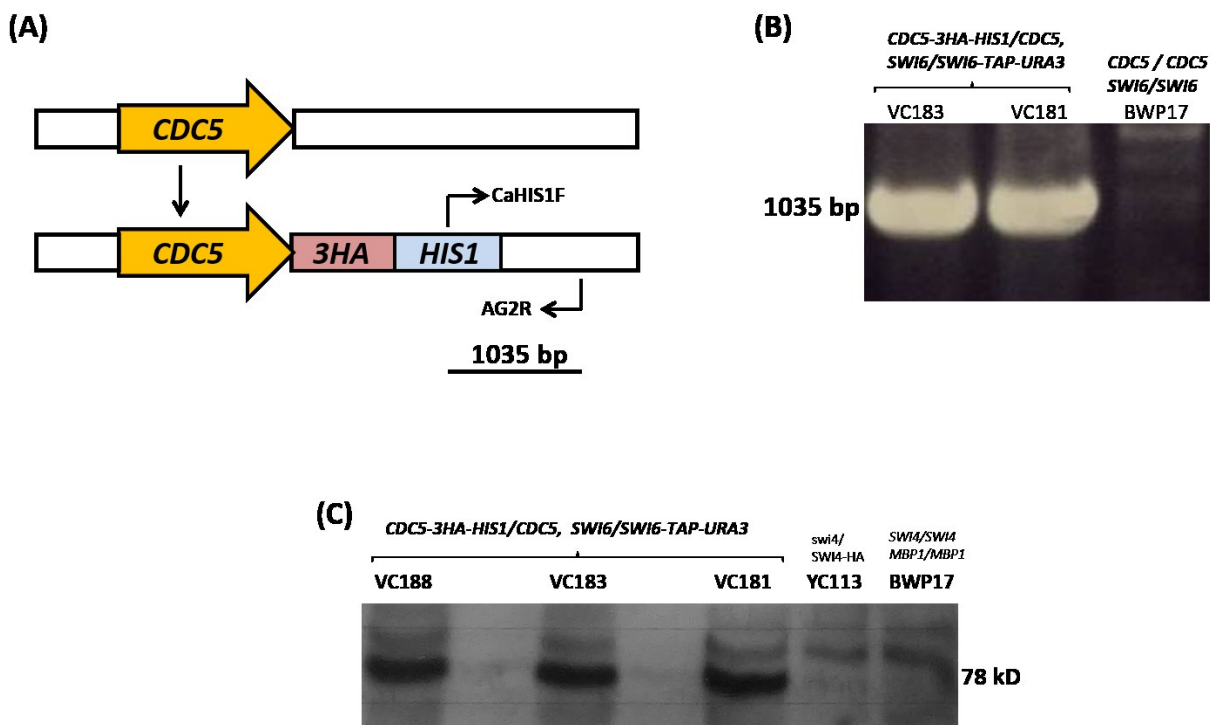 (A)
CDC5
CDC5
3HA
HIS1
CaHIS1F
AG2R
1035 bp
(B)
CDC5-3HA-HIS1/CDC5,
SWI6/SWI6-TAP-URA3
CDC5 / CDC5
SWI6/SWI6
VC183
VC181
BWP17
1035 bp
(C)
CDC5-3HA-HIS1/CDC5, SWI6/SWI6-TAP-URA3
swi4/
SWI4-HA
SWI4/SWI4
MBP1/MBP1
VC188
VC183
VC181
YC113
BWP17
78 kD